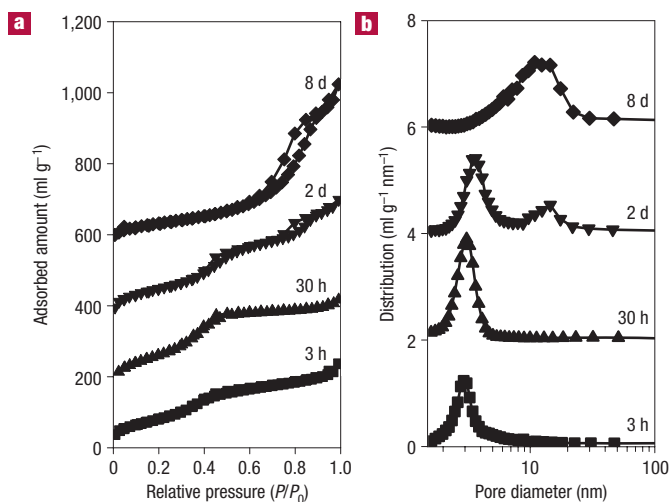 a
1,200
1,000
800
600
400
200
0
0
0.2
0.4
0.6
0.8
1.0
Adsorbed amount (ml g⁻¹)
Relative pressure (P/P₀)
8 d
2 d
30 h
3 h
b
8
6
4
2
0
1
10
100
Distribution (ml g⁻¹ nm⁻¹)
Pore diameter (nm)
8 d
2 d
30 h
3 h